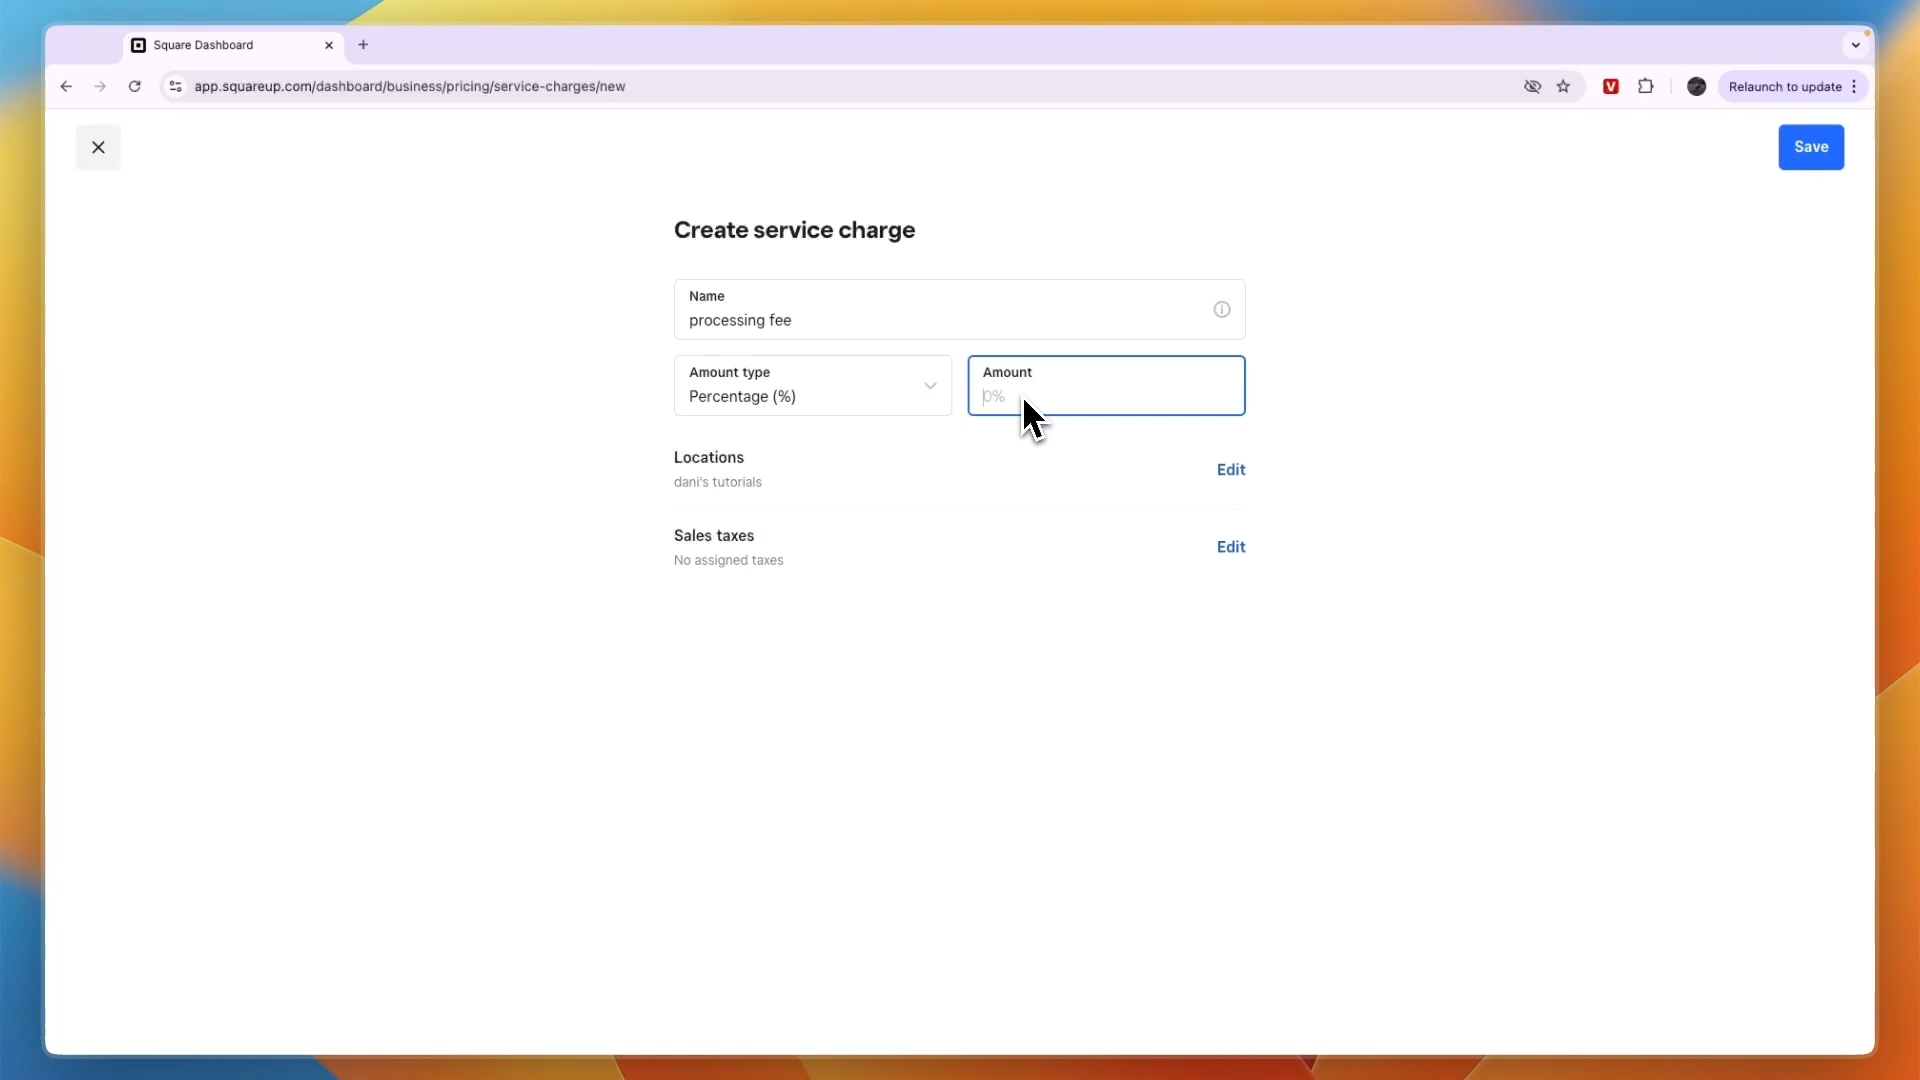 Square Dashboard
app.squareup.com/dashboard/business/pricing/service-charges/new
Relaunch to update
Save
Create service charge
Name
processing fee
Amount type
Percentage (%)
Amount
0%
Locations
Edit
dani's tutorials
Sales taxes
Edit
No assigned taxes